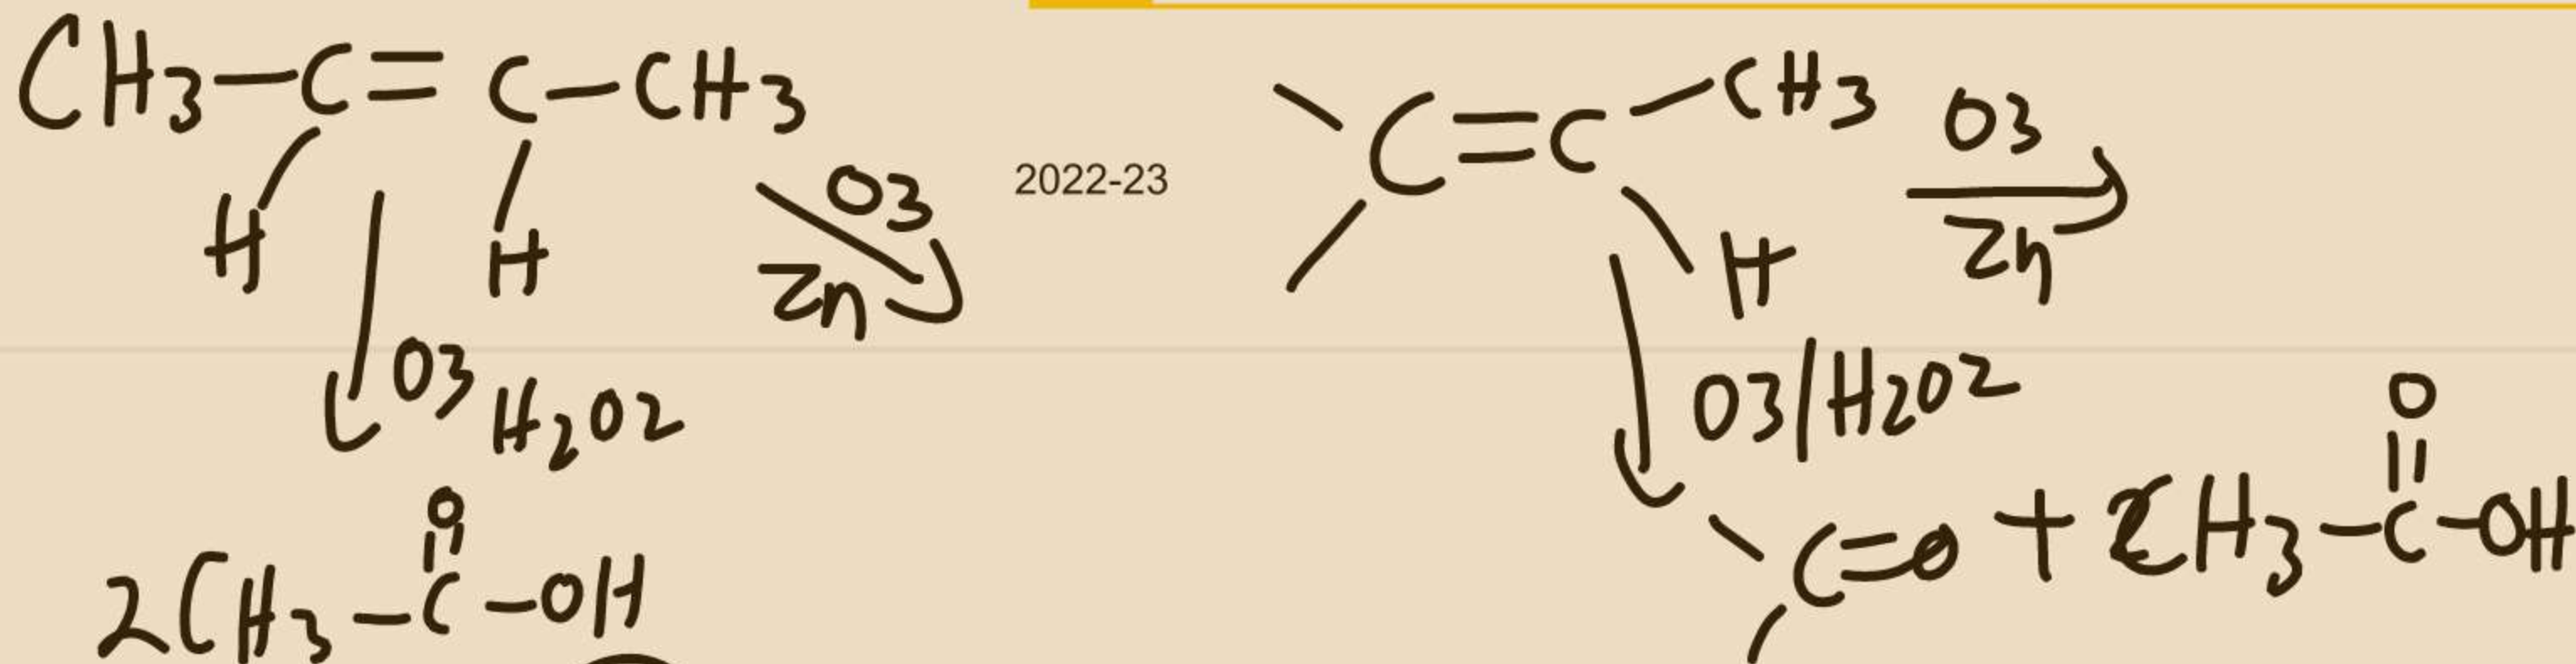 CH3-C=C-CH3
H H
O3
Zn
2022-23
C=C-CH3
H
O3
Zn
O3 H2O2
O3/H2O2
O
2CH3-C-OH
C=O + CH3-C-OH
O